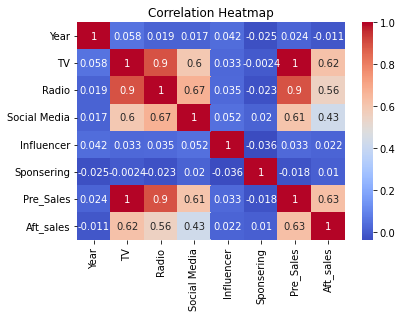 Correlation Heatmap
Year 1 0.058 0.019 0.017 0.042 -0.025 0.024 -0.011
TV 0.058 1 0.9 0.6 0.033 -0.0024 1 0.62
Radio 0.019 0.9 1 0.67 0.035 -0.023 0.9 0.56
Social Media 0.017 0.6 0.67 1 0.052 0.02 0.61 0.43
Influencer 0.042 0.033 0.035 0.052 1 -0.036 0.033 0.022
Sponsering -0.025 -0.0024 -0.023 0.02 -0.036 1 -0.018 0.01
Pre_Sales 0.024 1 0.9 0.61 0.033 -0.018 1 0.63
Aft_sales -0.011 0.62 0.56 0.43 0.022 0.01 0.63 1
Year TV Radio Social Media Influencer Sponsering Pre_Sales Aft_sales
1.0
0.8
0.6
0.4
0.2
0.0